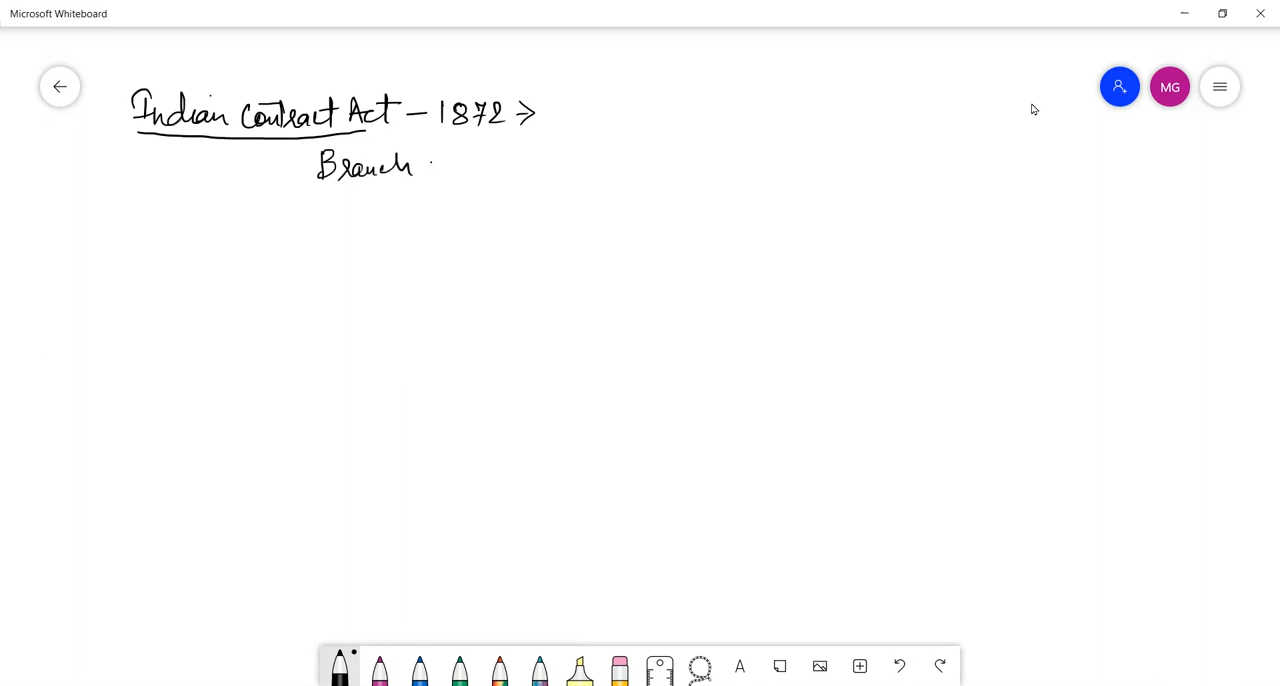 Microsoft Whiteboard
MG
Indian Contract Act - 1872 →
Branch
A